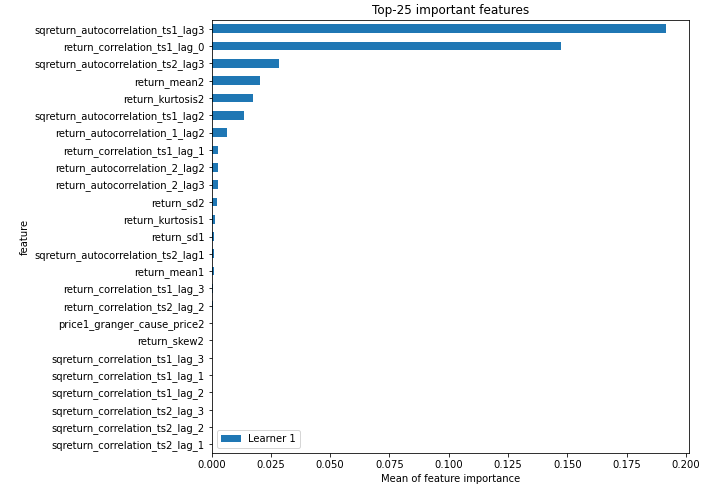 Top-25 important features
sqreturn_autocorrelation_ts1_lag3
return_correlation_ts1_lag_0
sqreturn_autocorrelation_ts2_lag3
return_mean2
return_kurtosis2
sqreturn_autocorrelation_ts1_lag2
return_autocorrelation_1_lag2
return_correlation_ts1_lag_1
return_autocorrelation_2_lag2
return_autocorrelation_2_lag3
return_sd2
return_kurtosis1
return_sd1
sqreturn_autocorrelation_ts2_lag1
return_mean1
return_correlation_ts1_lag_3
return_correlation_ts2_lag_2
price1_granger_cause_price2
return_skew2
sqreturn_correlation_ts1_lag_3
sqreturn_correlation_ts1_lag_1
sqreturn_correlation_ts1_lag_2
sqreturn_correlation_ts2_lag_3
sqreturn_correlation_ts2_lag_2
sqreturn_correlation_ts2_lag_1
feature
Learner 1
0.000 0.025 0.050 0.075 0.100 0.125 0.150 0.175 0.200
Mean of feature importance